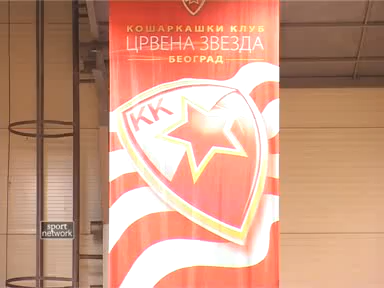 КОШАРКАШКИ КЛУБ
ЦРВЕНА ЗВЕЗДА
БЕОГРАД
КК
sport
network